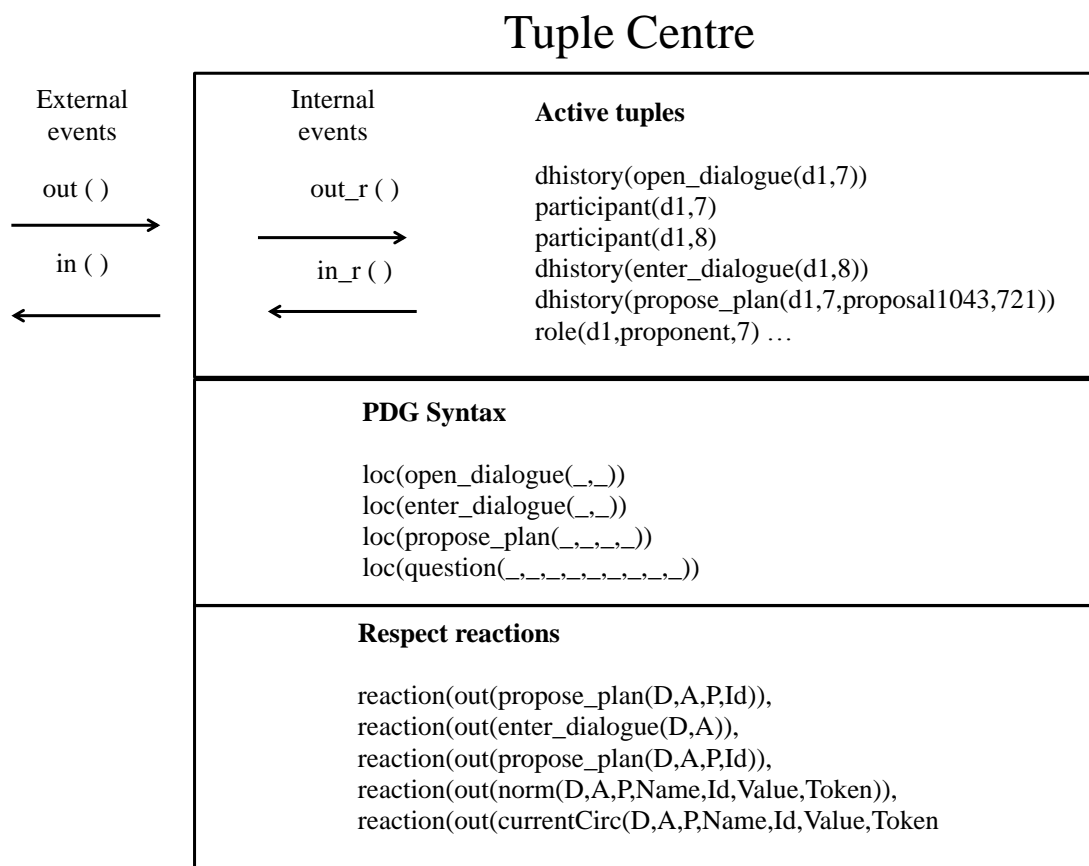 Tuple Centre
External
events
out ( )
in ( )
Internal
events
out_r ( )
in_r ( )
Active tuples
dhistory(open_dialogue(d1,7))
participant(d1,7)
participant(d1,8)
dhistory(enter_dialogue(d1,8))
dhistory(propose_plan(d1,7,proposal1043,721))
role(d1,proponent,7) …
PDG Syntax
loc(open_dialogue(_,_))
loc(enter_dialogue(_,_))
loc(propose_plan(_,_,_,_))
loc(question(_,_,_,_,_,_,_,_,_))
Respect reactions
reaction(out(propose_plan(D,A,P,Id)),
reaction(out(enter_dialogue(D,A)),
reaction(out(propose_plan(D,A,P,Id)),
reaction(out(norm(D,A,P,Name,Id,Value,Token)),
reaction(out(currentCirc(D,A,P,Name,Id,Value,Token